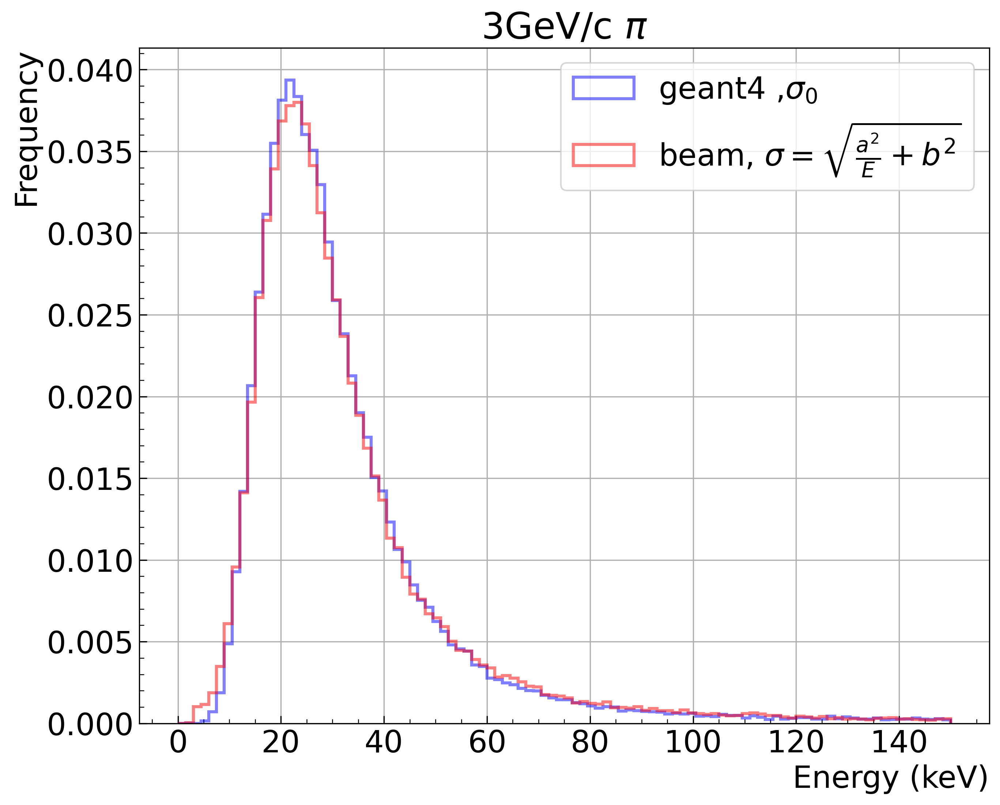 3GeV/c π
Frequency
0.040
0.035
0.030
0.025
0.020
0.015
0.010
0.005
0.000
geant4 ,σ₀
beam, σ = √(a²/E + b²)
0 20 40 60 80 100 120 140
Energy (keV)